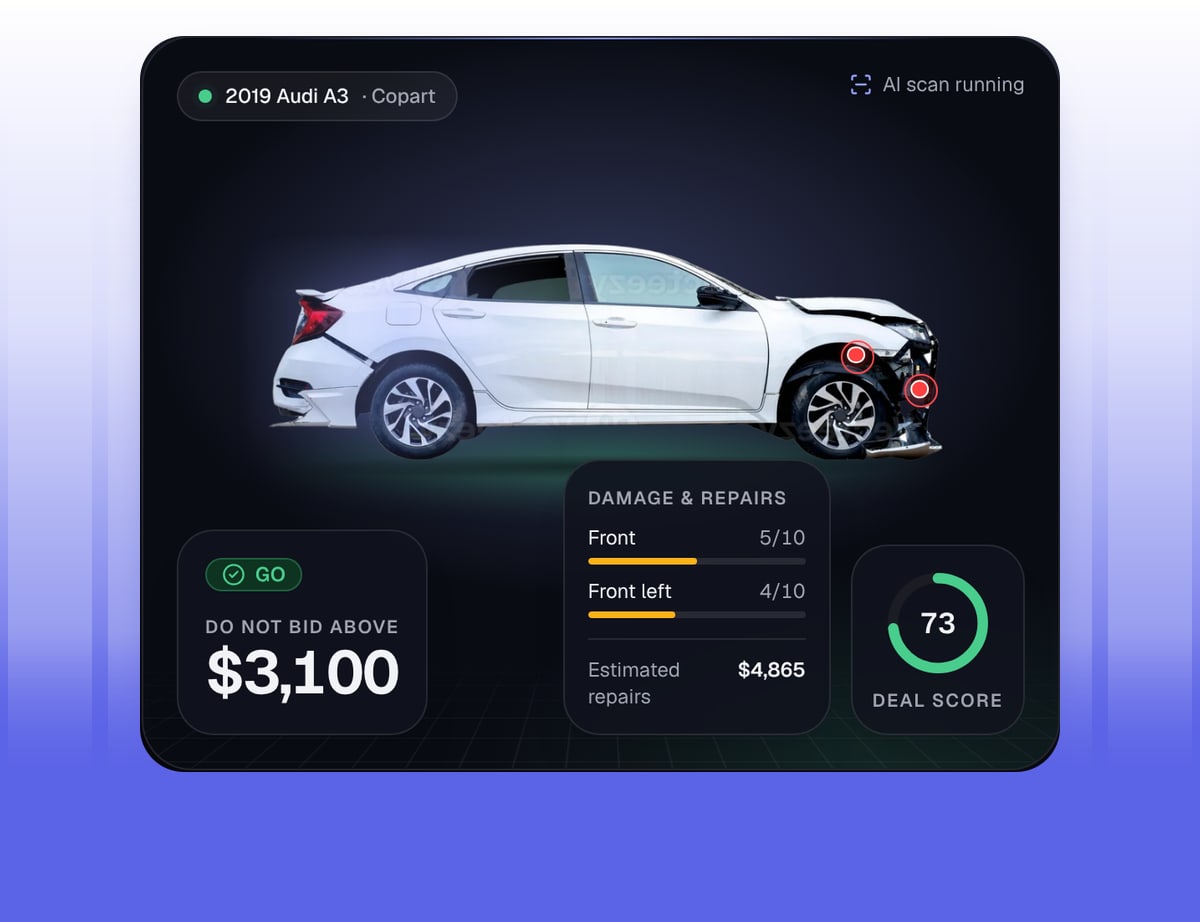 2019 Audi A3 · Copart
AI scan running
DAMAGE & REPAIRS
Front 5/10
Front left 4/10
Estimated repairs $4,865
GO
DO NOT BID ABOVE
$3,100
73
DEAL SCORE